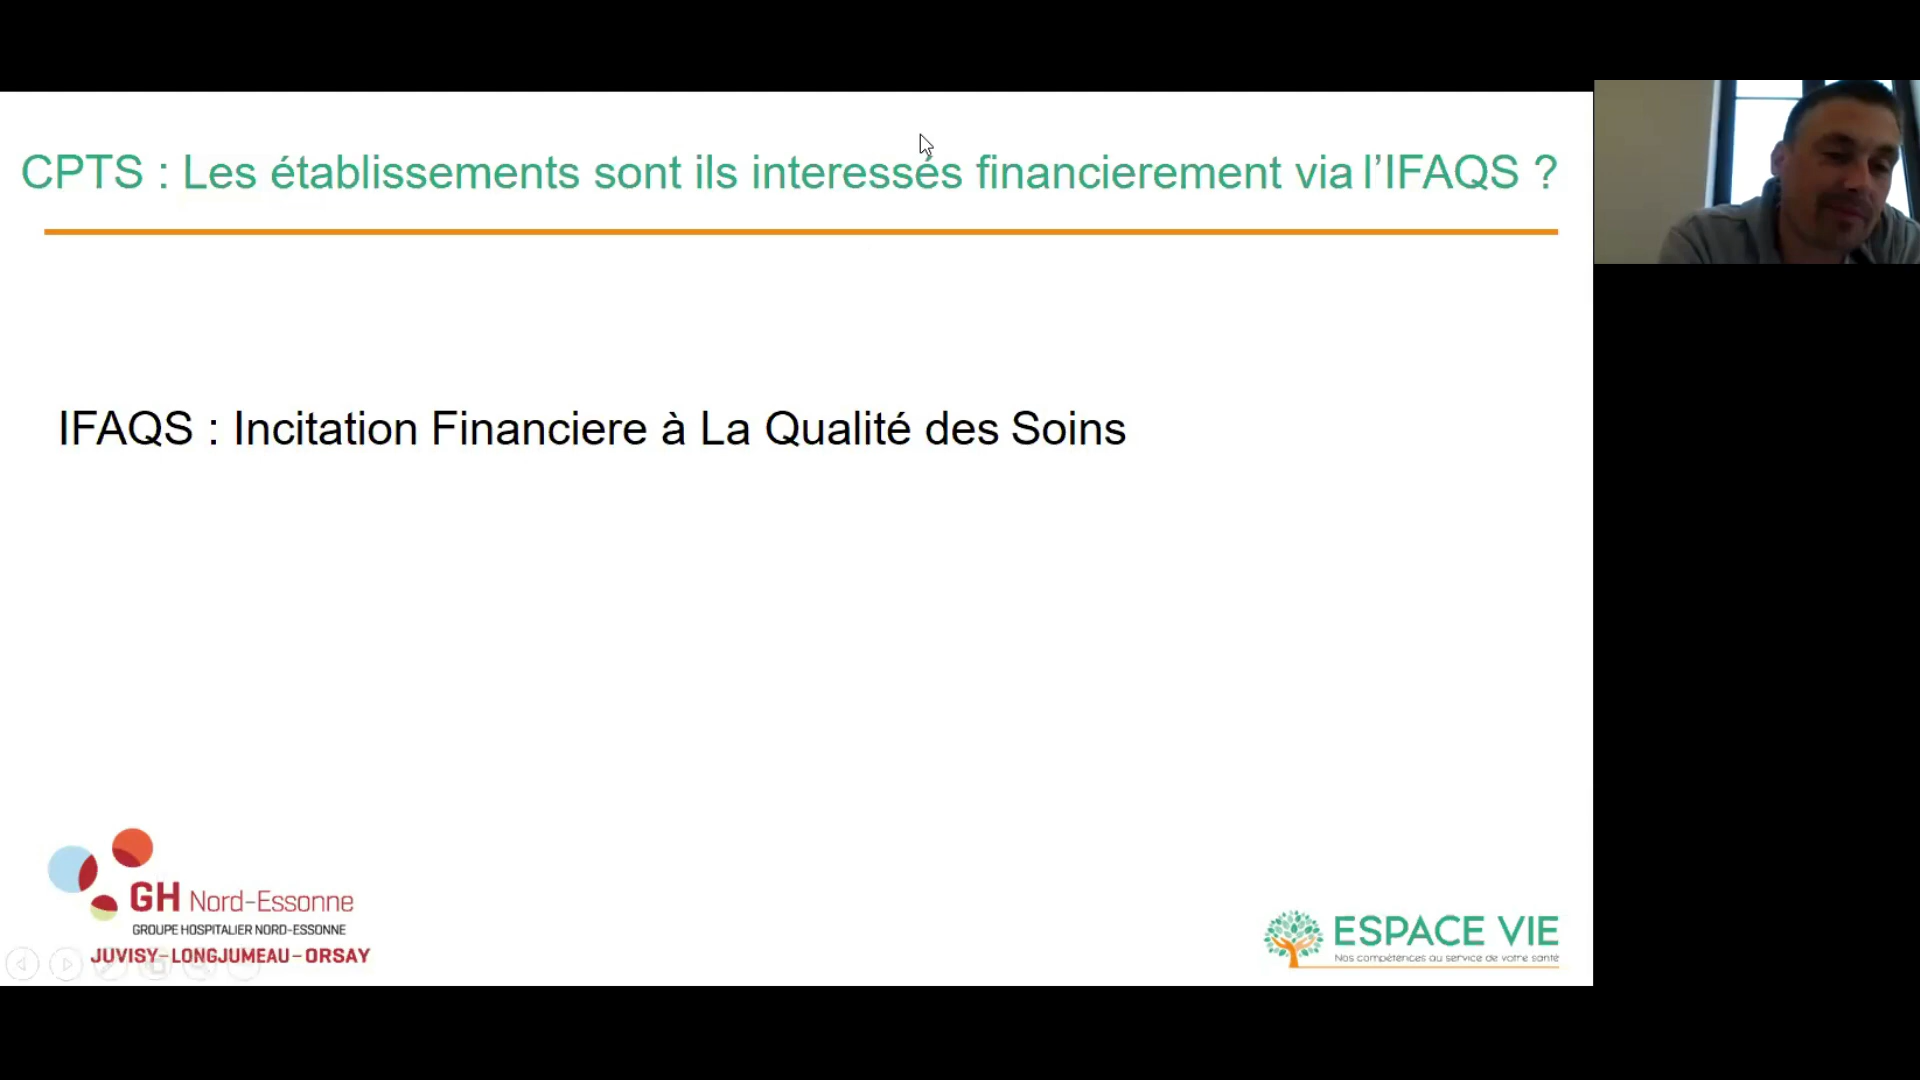 CPTS : Les établissements sont ils interessés financierement via l’IFAQS ?
IFAQS : Incitation Financiere à La Qualité des Soins
GH Nord-Essonne
GROUPE HOSPITALIER NORD-ESSONNE
JUVISY-LONGJUMEAU-ORSAY
ESPACE VIE
Nos compétences au service de votre santé